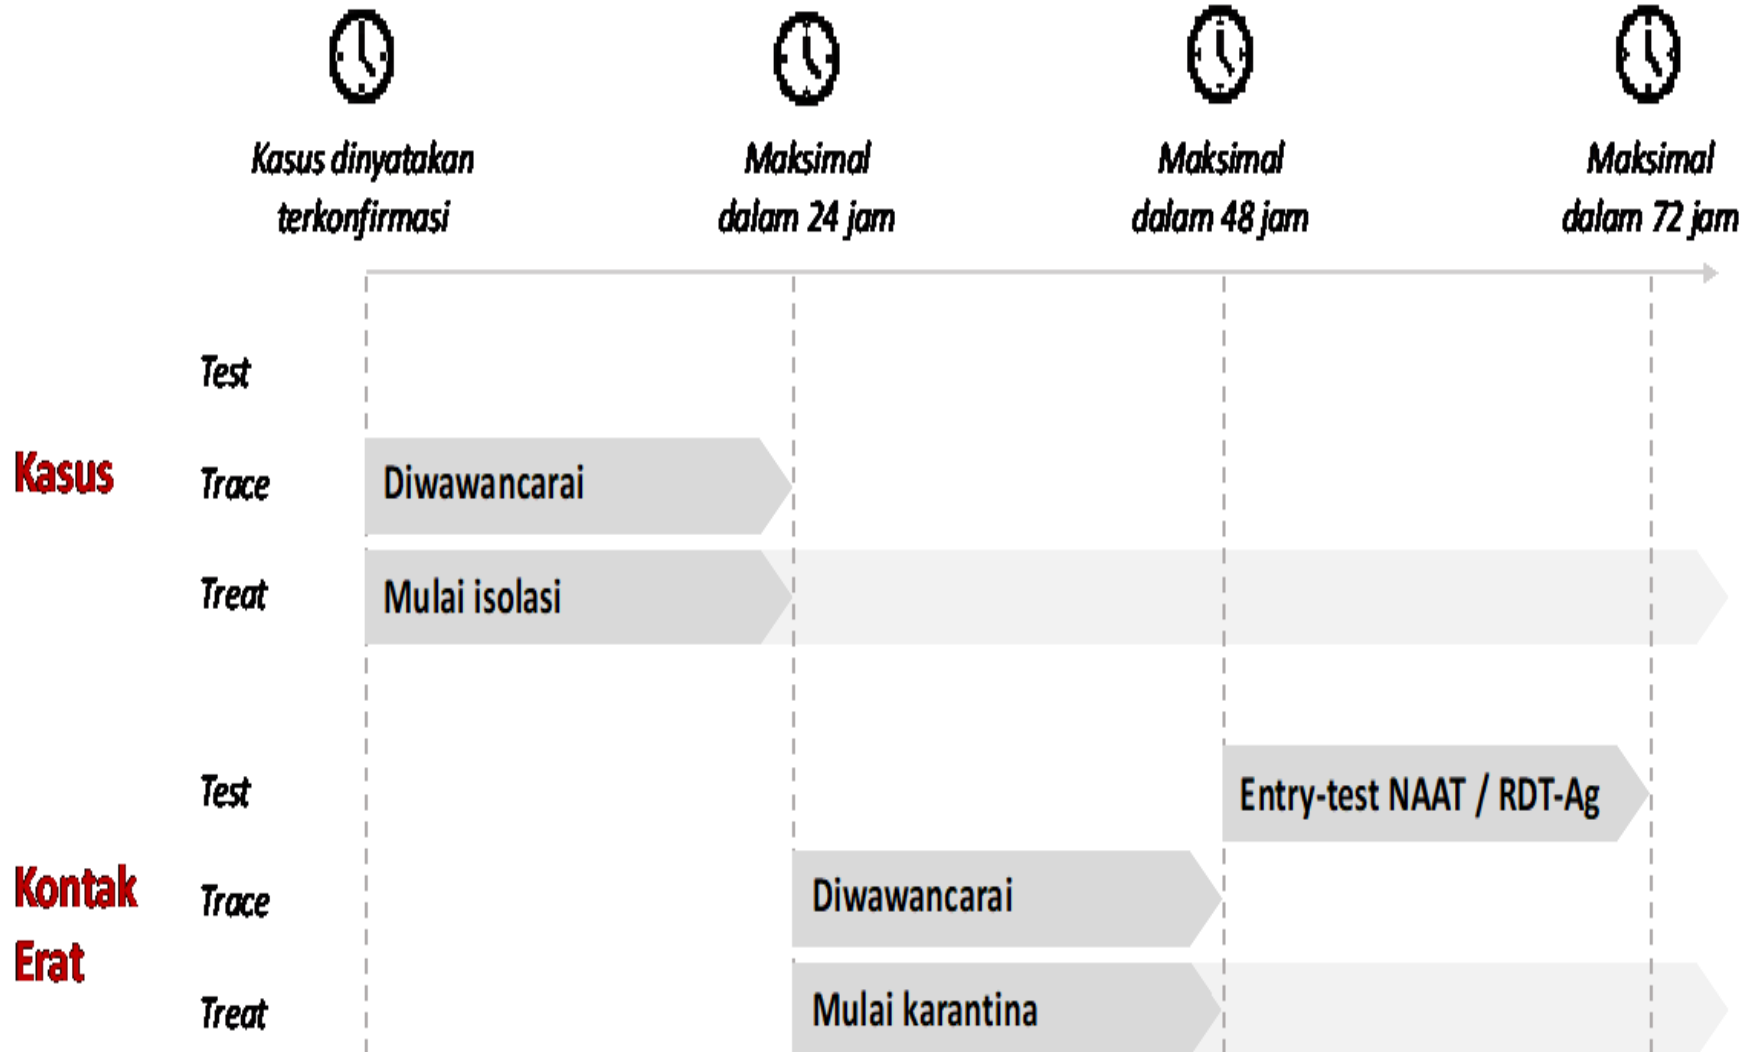 Kasus dinyatakan
terkonfirmasi
Maksimal
dalam 24 jam
Maksimal
dalam 48 jam
Maksimal
dalam 72 jam
Kasus
Test
Trace
Diwawancarai
Treat
Mulai isolasi
Kontak
Erat
Test
Entry-test NAAT / RDT-Ag
Trace
Diwawancarai
Treat
Mulai karantina